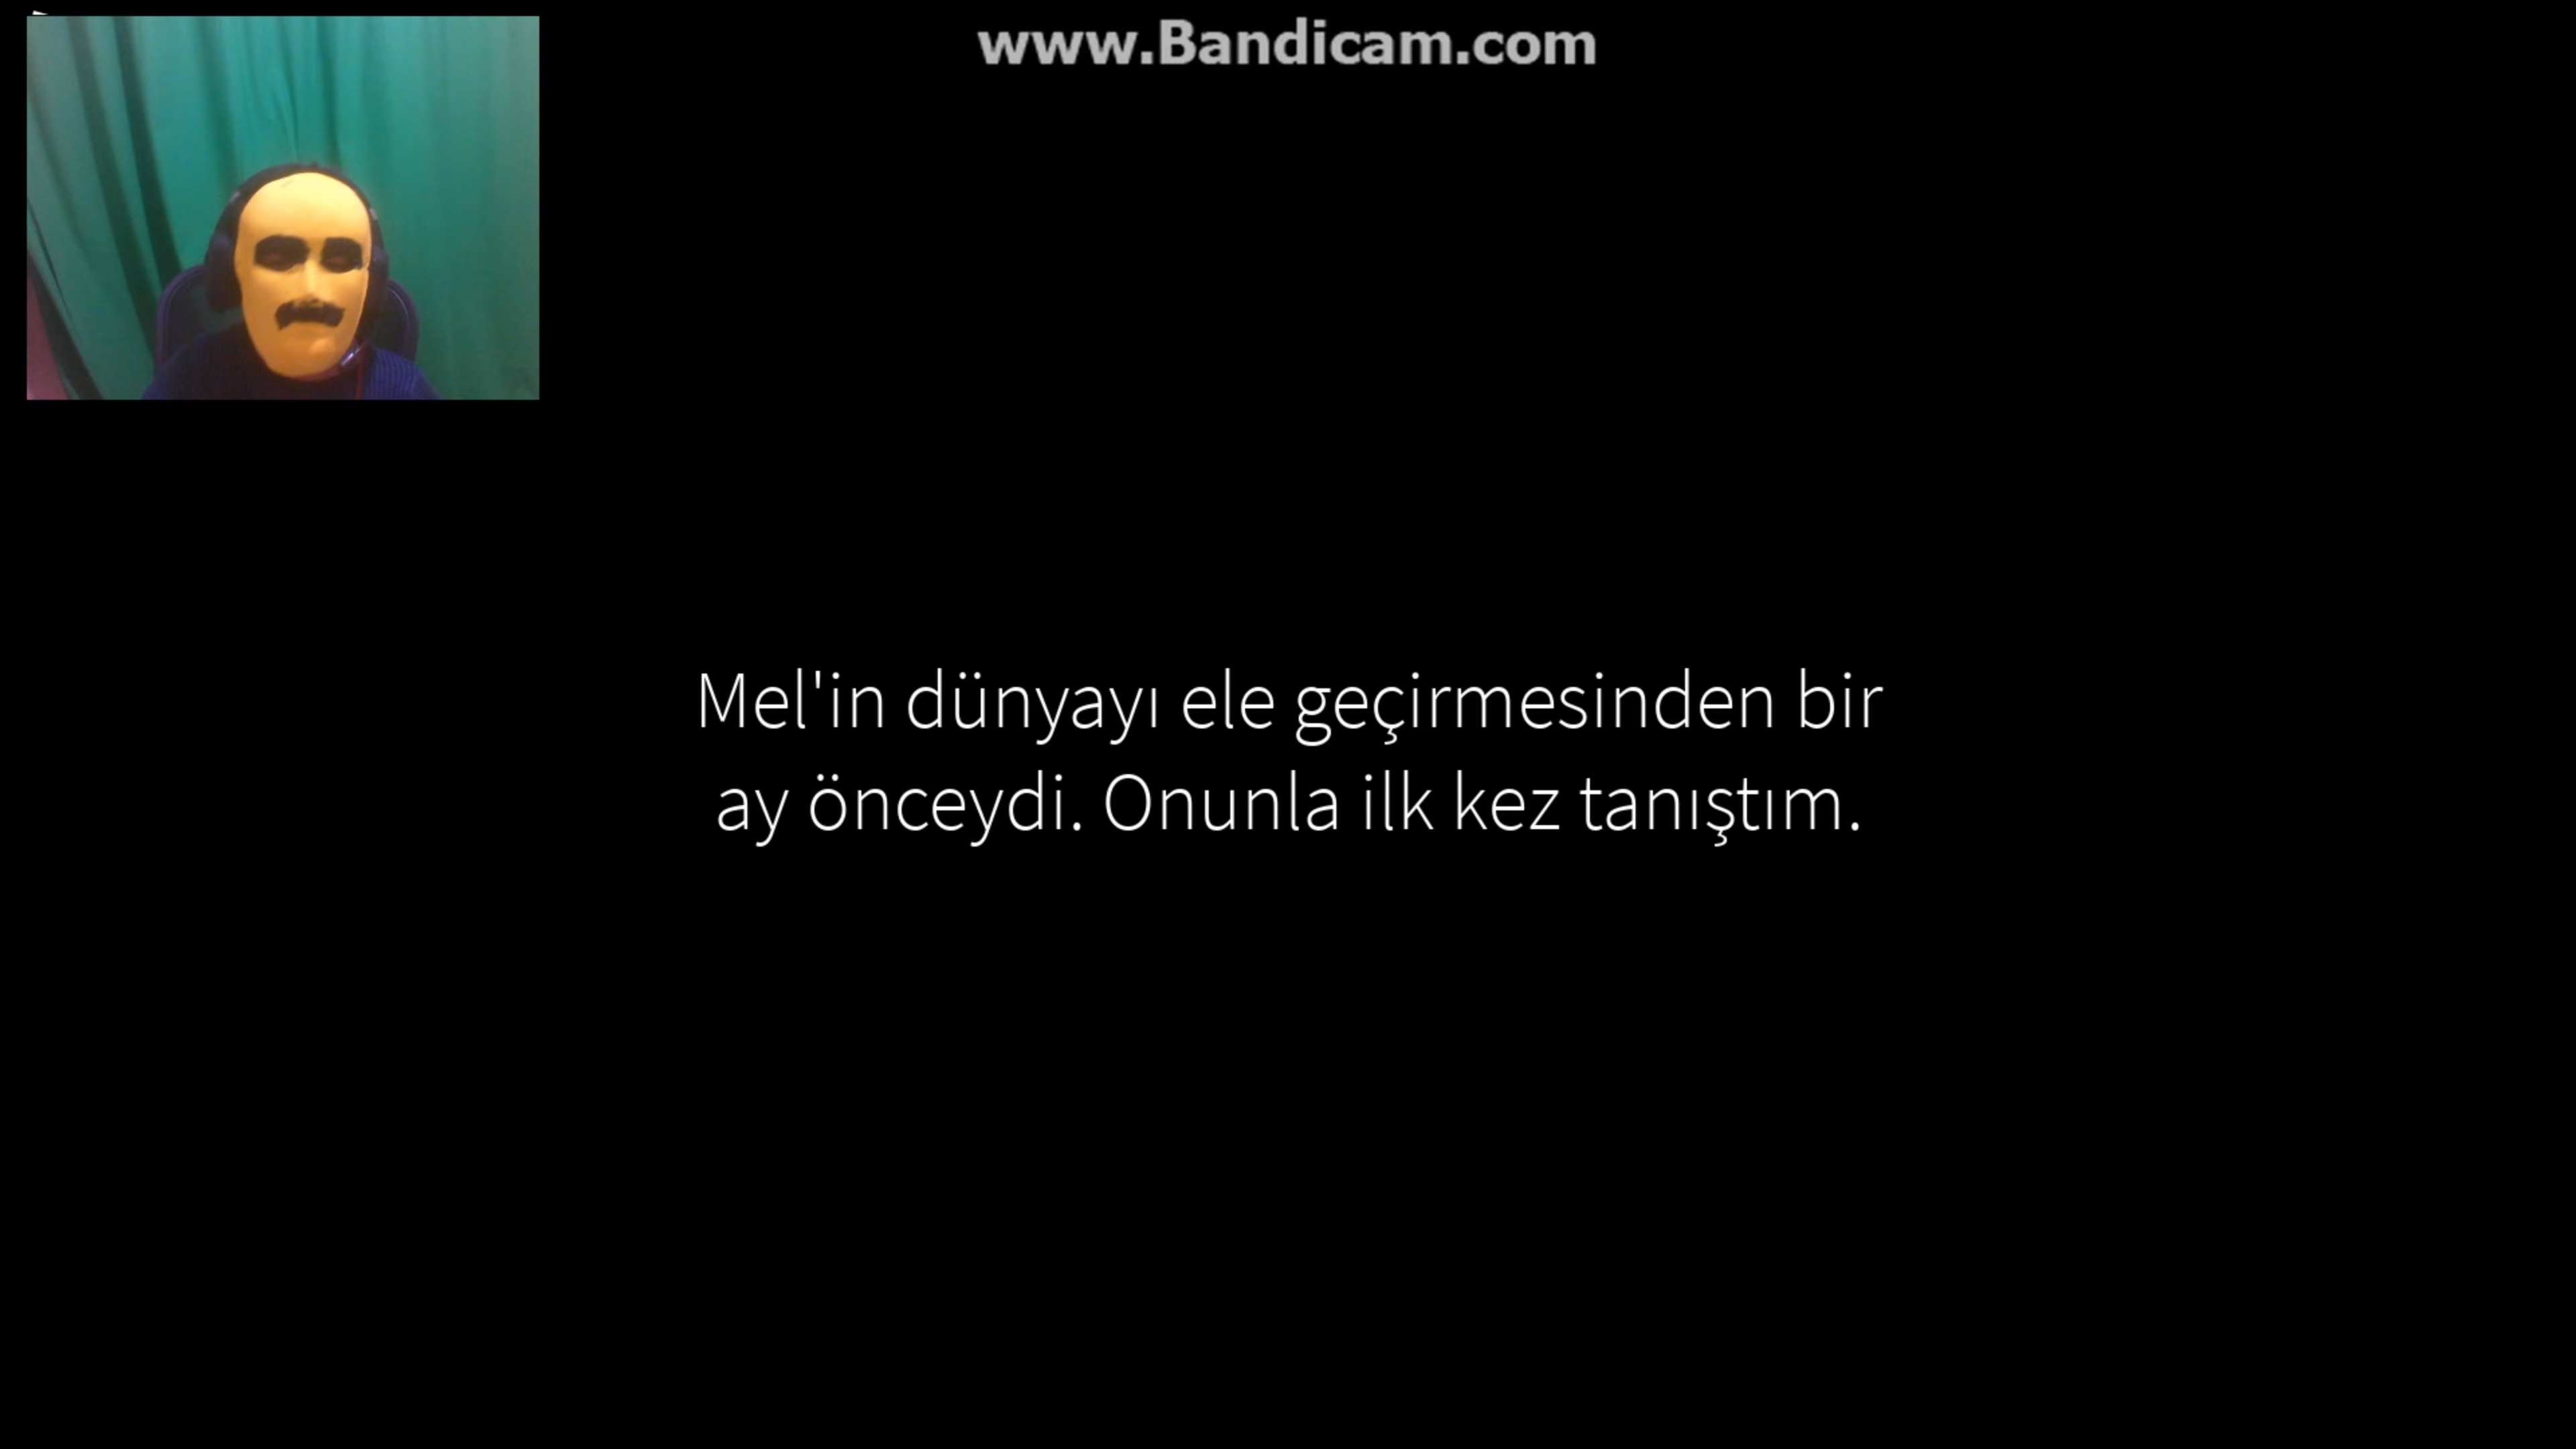 www.Bandicam.com
Mel'in dünyayı ele geçirmesinden bir
ay önceydi. Onunla ilk kez tanıştım.